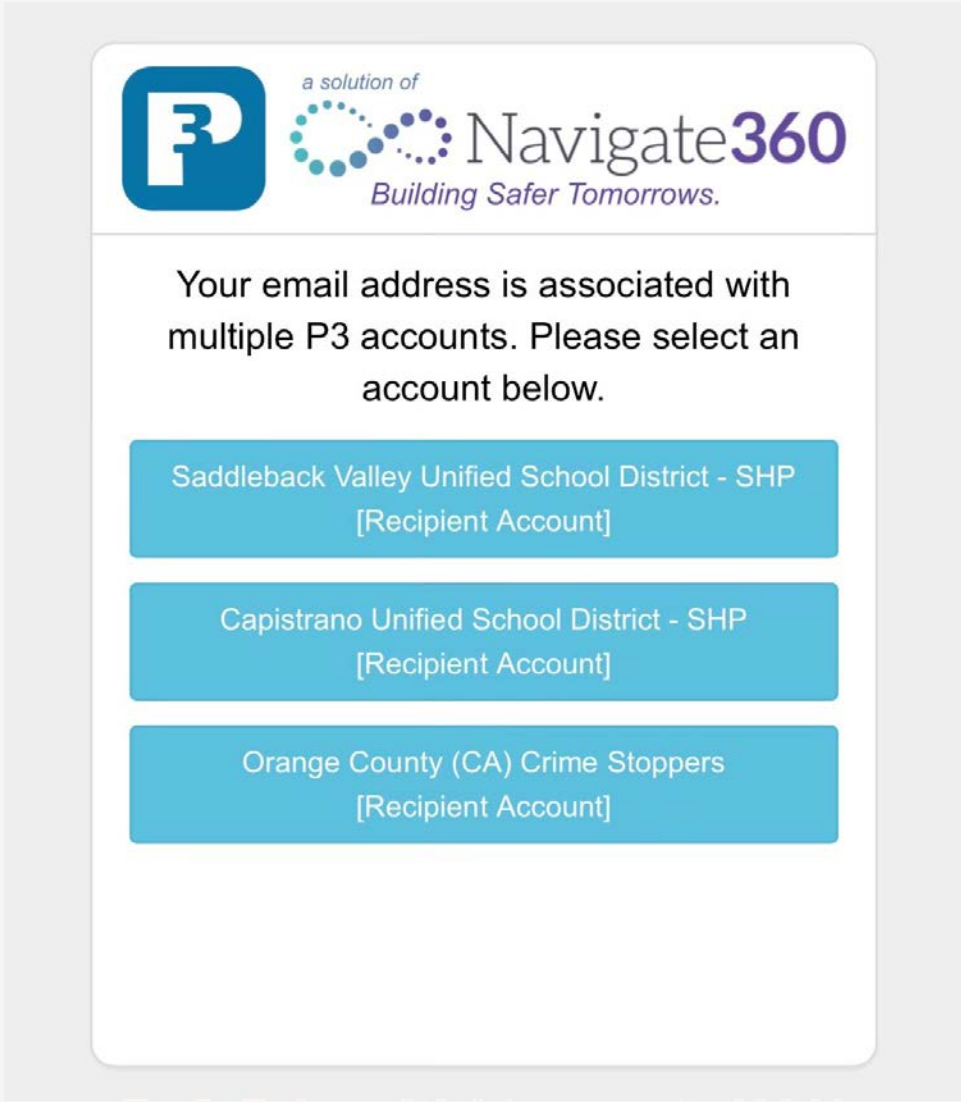 P3
a solution of
Navigate360
Building Safer Tomorrows.
Your email address is associated with
multiple P3 accounts. Please select an
account below.
Saddleback Valley Unified School District - SHP
[Recipient Account]
Capistrano Unified School District - SHP
[Recipient Account]
Orange County (CA) Crime Stoppers
[Recipient Account]